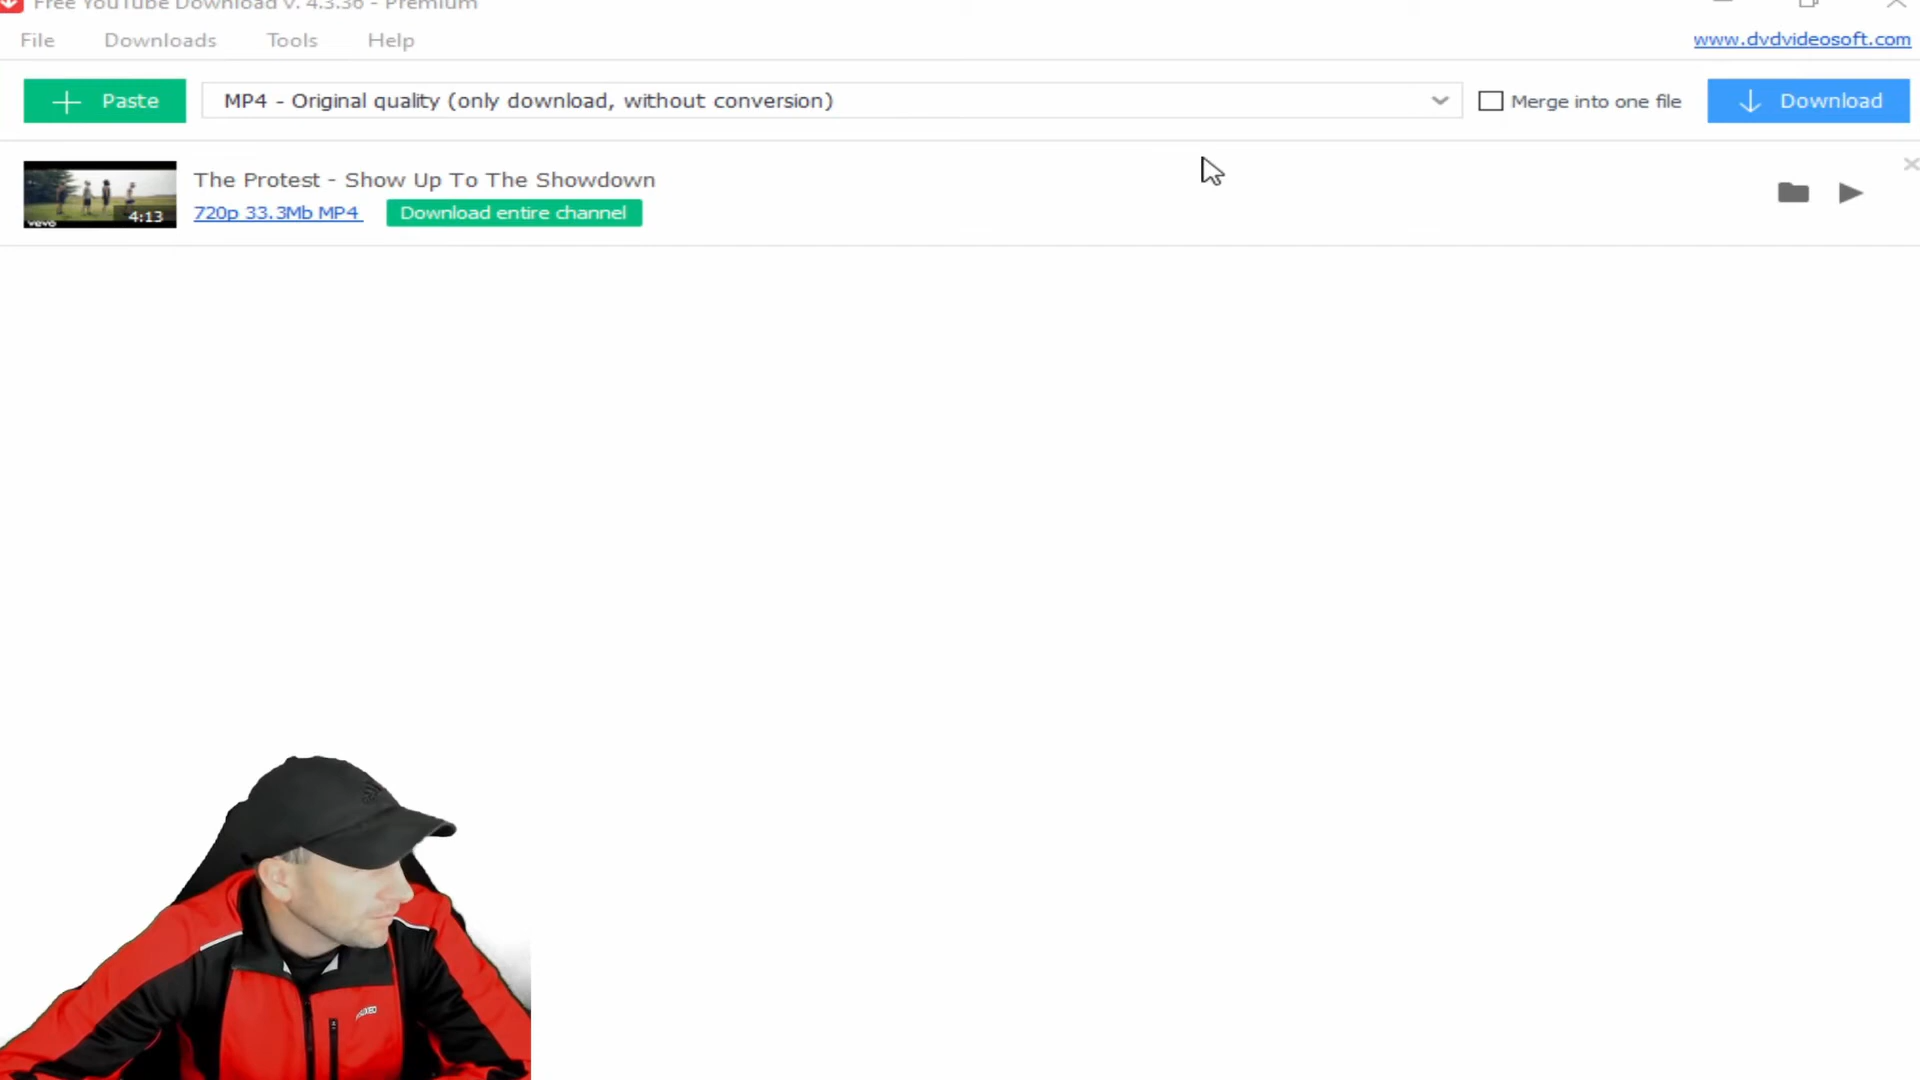 Free YouTube Download v. 4.3.36 - Premium
File Downloads Tools Help
www.dvdvideosoft.com
Paste
MP4 - Original quality (only download, without conversion)
Merge into one file
Download
The Protest - Show Up To The Showdown
720p 33.3Mb MP4
Download entire channel
4:13
vevo